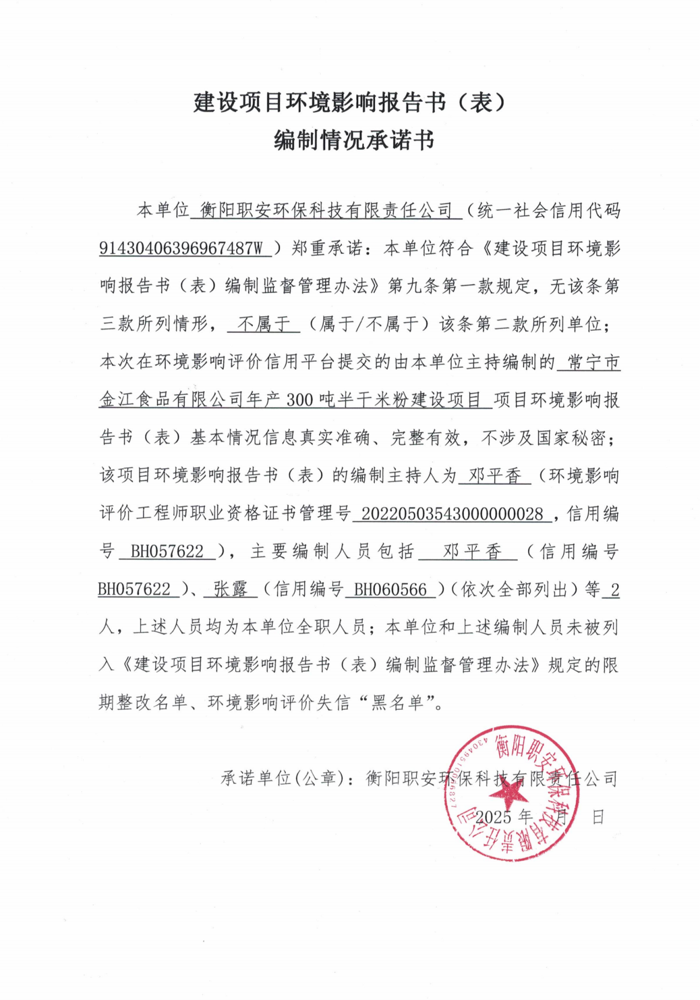 建设项目环境影响报告书（表）
编制情况承诺书
本单位 衡阳职安环保科技有限责任公司 （统一社会信用代码
91430406396967487W ）郑重承诺：本单位符合《建设项目环境影
响报告书（表）编制监督管理办法》第九条第一款规定，无该条第
三款所列情形， 不属于 （属于/不属于）该条第二款所列单位；
本次在环境影响评价信用平台提交的由本单位主持编制的 常宁市
金江食品有限公司年产 300 吨半干米粉建设项目 项目环境影响报
告书（表）基本情况信息真实准确、完整有效，不涉及国家秘密；
该项目环境影响报告书（表）的编制主持人为 邓平香 （环境影响
评价工程师职业资格证书管理号 20220503543000000028 ，信用编
号 BH057622 ），主要编制人员包括 邓平香 （信用编号
BH057622 ）、 张露 （信用编号 BH060566 ）（依次全部列出）等 2
人，上述人员均为本单位全职人员；本单位和上述编制人员未被列
入《建设项目环境影响报告书（表）编制监督管理办法》规定的限
期整改名单、环境影响评价失信“黑名单”。
承诺单位(公章)：衡阳职安环保科技有限责任公司
2025 年 月 日
衡阳职安环保科技有限责任公司
4304951006682​7